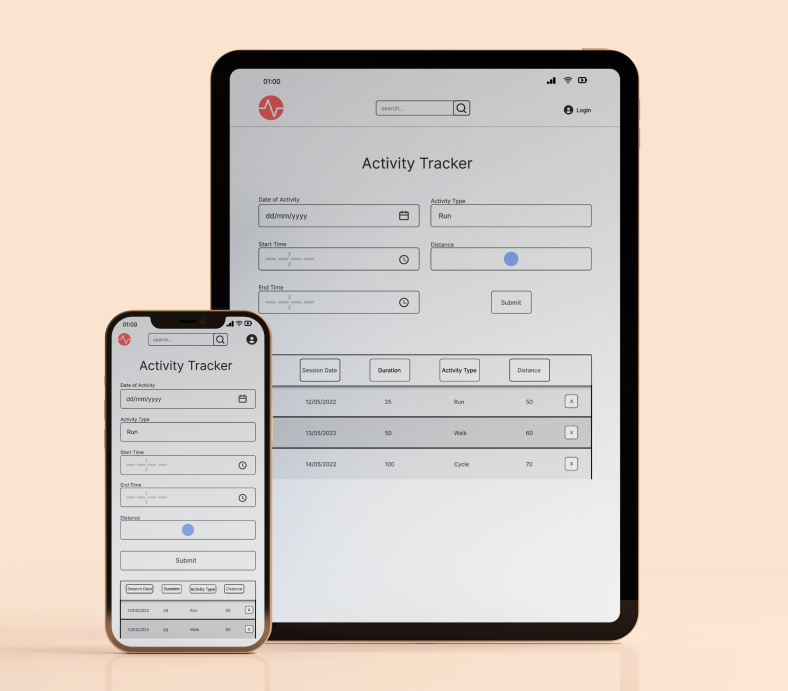 01:00
search...
Login
Activity Tracker
Date of Activity
Activity Type
dd/mm/yyyy
Run
Start Time
Distance
End Time
Submit
Session Date Duration Activity Type Distance
12/05/2022 25 Run 50 x
13/05/2022 50 Walk 60 x
14/05/2022 100 Cycle 70 x
01:00
search...
Activity Tracker
Date of Activity
dd/mm/yyyy
Activity Type
Run
Start Time
End Time
Distance
Submit
Session Date Duration Activity Type Distance
12/05/2022 25 Run 50 x
13/05/2022 50 Walk 60 x